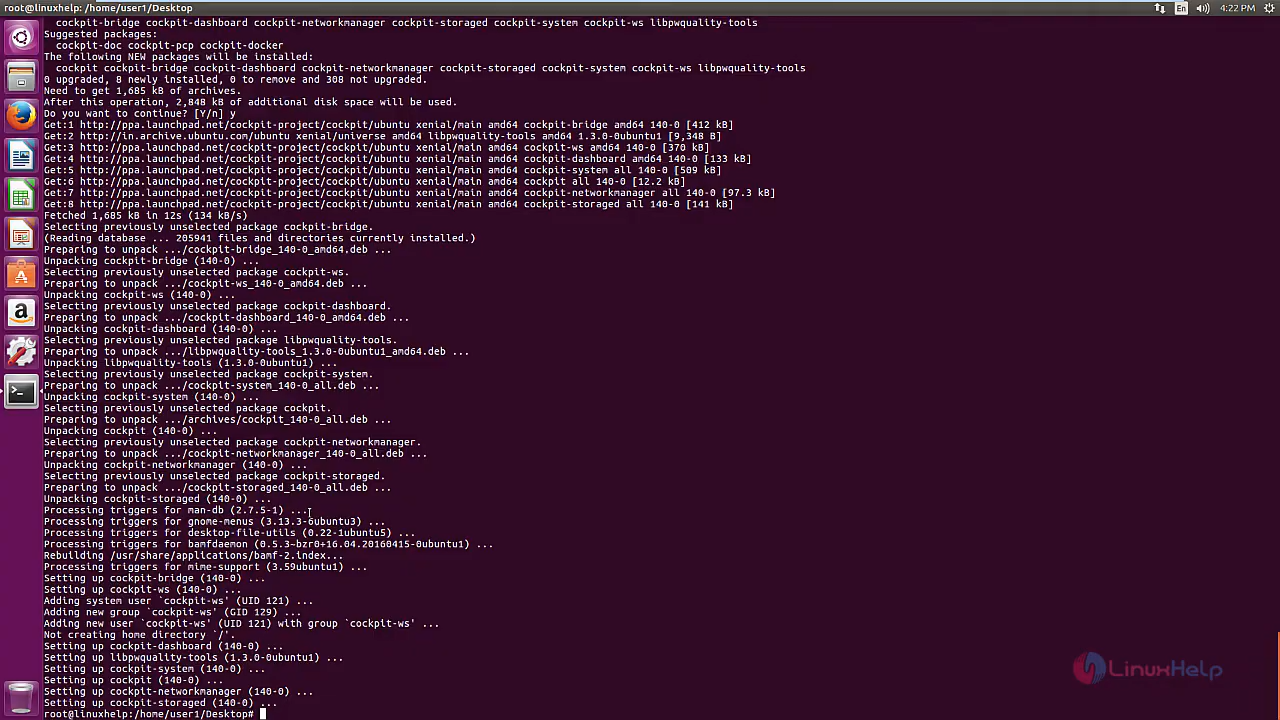 root@linuxhelp: /home/user1/Desktop
En
4:22 PM
cockpit-bridge cockpit-dashboard cockpit-networkmanager cockpit-storaged cockpit-system cockpit-ws libpwquality-tools
Suggested packages:
cockpit-doc cockpit-pcp cockpit-docker
The following NEW packages will be installed:
cockpit cockpit-bridge cockpit-dashboard cockpit-networkmanager cockpit-storaged cockpit-system cockpit-ws libpwquality-tools
0 upgraded, 8 newly installed, 0 to remove and 308 not upgraded.
Need to get 1,685 kB of archives.
After this operation, 2,848 kB of additional disk space will be used.
Do you want to continue? [Y/n] y
Get:1 http://ppa.launchpad.net/cockpit-project/cockpit/ubuntu xenial/main amd64 cockpit-bridge amd64 140-0 [412 kB]
Get:2 http://in.archive.ubuntu.com/ubuntu xenial/universe amd64 libpwquality-tools amd64 1.3.0-0ubuntu1 [9,348 B]
Get:3 http://ppa.launchpad.net/cockpit-project/cockpit/ubuntu xenial/main amd64 cockpit-ws amd64 140-0 [370 kB]
Get:4 http://ppa.launchpad.net/cockpit-project/cockpit/ubuntu xenial/main amd64 cockpit-dashboard amd64 140-0 [133 kB]
Get:5 http://ppa.launchpad.net/cockpit-project/cockpit/ubuntu xenial/main amd64 cockpit-system all 140-0 [509 kB]
Get:6 http://ppa.launchpad.net/cockpit-project/cockpit/ubuntu xenial/main amd64 cockpit all 140-0 [12.2 kB]
Get:7 http://ppa.launchpad.net/cockpit-project/cockpit/ubuntu xenial/main amd64 cockpit-networkmanager all 140-0 [97.3 kB]
Get:8 http://ppa.launchpad.net/cockpit-project/cockpit/ubuntu xenial/main amd64 cockpit-storaged all 140-0 [141 kB]
Fetched 1,685 kB in 12s (134 kB/s)
Selecting previously unselected package cockpit-bridge.
(Reading database ... 205941 files and directories currently installed.)
Preparing to unpack .../cockpit-bridge_140-0_amd64.deb ...
Unpacking cockpit-bridge (140-0) ...
Selecting previously unselected package cockpit-ws.
Preparing to unpack .../cockpit-ws_140-0_amd64.deb ...
Unpacking cockpit-ws (140-0) ...
Selecting previously unselected package cockpit-dashboard.
Preparing to unpack .../cockpit-dashboard_140-0_amd64.deb ...
Unpacking cockpit-dashboard (140-0) ...
Selecting previously unselected package libpwquality-tools.
Preparing to unpack .../libpwquality-tools_1.3.0-0ubuntu1_amd64.deb ...
Unpacking libpwquality-tools (1.3.0-0ubuntu1) ...
Selecting previously unselected package cockpit-system.
Preparing to unpack .../cockpit-system_140-0_all.deb ...
Unpacking cockpit-system (140-0) ...
Selecting previously unselected package cockpit.
Preparing to unpack .../archives/cockpit_140-0_all.deb ...
Unpacking cockpit (140-0) ...
Selecting previously unselected package cockpit-networkmanager.
Preparing to unpack .../cockpit-networkmanager_140-0_all.deb ...
Unpacking cockpit-networkmanager (140-0) ...
Selecting previously unselected package cockpit-storaged.
Preparing to unpack .../cockpit-storaged_140-0_all.deb ...
Unpacking cockpit-storaged (140-0) ...
Processing triggers for man-db (2.7.5-1) ...
Processing triggers for gnome-menus (3.13.3-6ubuntu3) ...
Processing triggers for desktop-file-utils (0.22-1ubuntu5) ...
Processing triggers for bamfdaemon (0.5.3~bzr0+16.04.20160415-0ubuntu1) ...
Rebuilding /usr/share/applications/bamf-2.index...
Processing triggers for mime-support (3.59ubuntu1) ...
Setting up cockpit-bridge (140-0) ...
Setting up cockpit-ws (140-0) ...
Adding system user `cockpit-ws' (UID 121) ...
Adding new group `cockpit-ws' (GID 129) ...
Adding new user `cockpit-ws' (UID 121) with group `cockpit-ws' ...
Not creating home directory `/'.
Setting up cockpit-dashboard (140-0) ...
Setting up libpwquality-tools (1.3.0-0ubuntu1) ...
Setting up cockpit-system (140-0) ...
Setting up cockpit (140-0) ...
Setting up cockpit-networkmanager (140-0) ...
Setting up cockpit-storaged (140-0) ...
root@linuxhelp:/home/user1/Desktop#
LINUXHELP